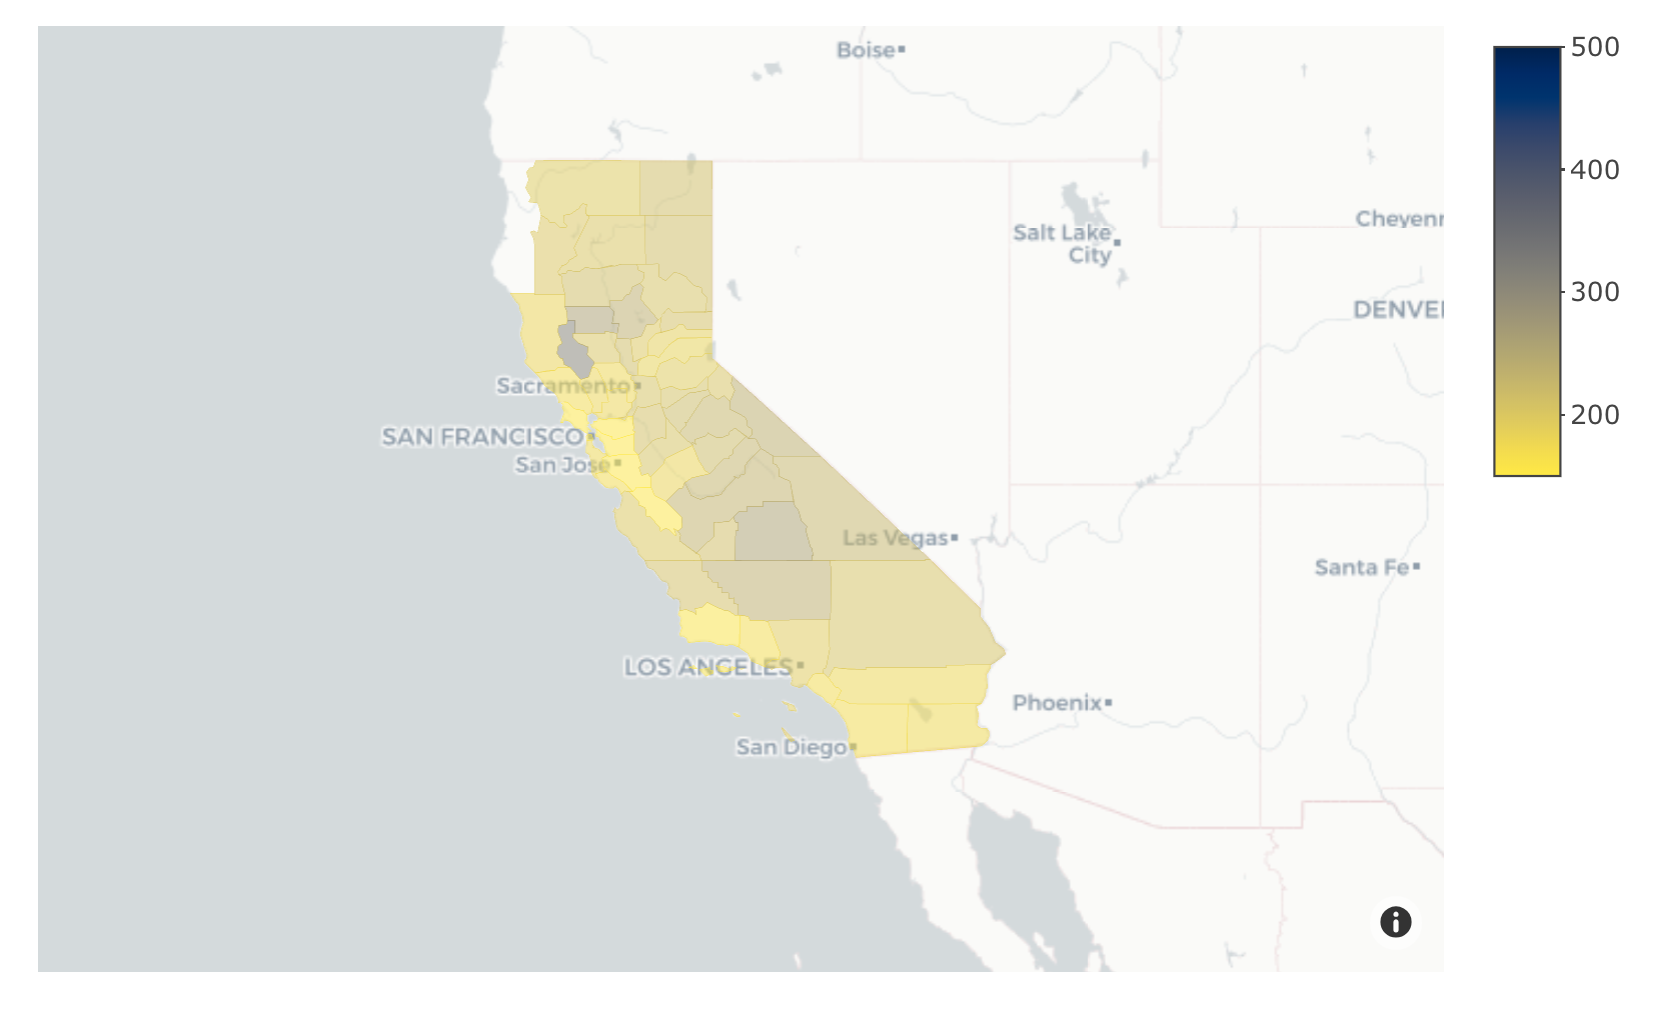 Boise
500
400
Salt Lake
City
Cheyenn
300
DENVE
Sacramento
200
SAN FRANCISCO
San Jose
Las Vegas
Santa Fe
LOS ANGELES
Phoenix
San Diego
i